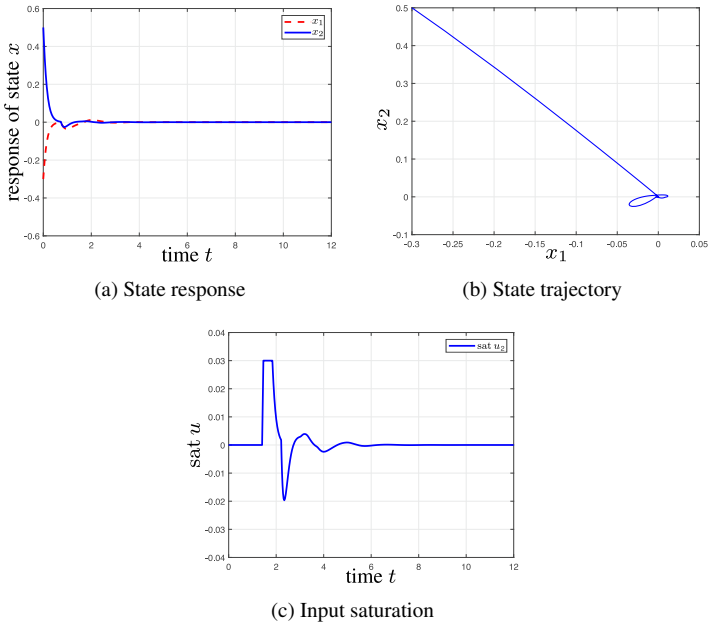 0.6
0.4
0.2
0
-0.2
-0.4
-0.6
response of state x
x1
x2
0 2 4 6 8 10 12
time t
(a) State response
0.5
0.4
0.3
0.2
0.1
0
-0.1
x2
-0.3 -0.25 -0.2 -0.15 -0.1 -0.05 0 0.05
x1
(b) State trajectory
0.04
0.03
0.02
0.01
0
-0.01
-0.02
-0.03
-0.04
sat u
sat u2
0 2 4 6 8 10 12
time t
(c) Input saturation